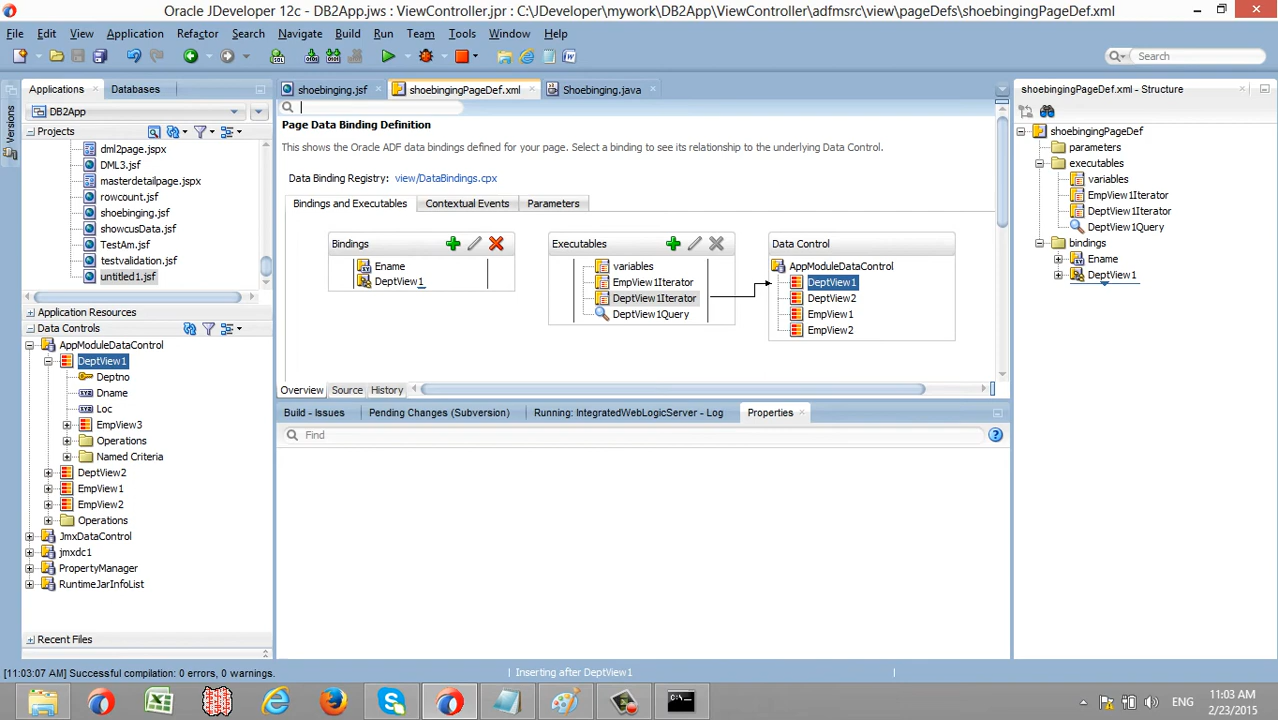 Oracle JDeveloper 12c - DB2App.jws : ViewController.jpr : C:\JDeveloper\mywork\DB2App\ViewController\adfmsrc\view\pageDefs\shoebingingPageDef.xml
File Edit View Application Refactor Search Navigate Build Run Team Tools Window Help
Search
Versions
Applications
Databases
DB2App
Projects
dml2page.jspx
DML3.jsf
masterdetailpage.jspx
rowcount.jsf
shoebinging.jsf
showcusData.jsf
TestAm.jsf
testvalidation.jsf
untitled1.jsf
Application Resources
Data Controls
AppModuleDataControl
DeptView1
Deptno
Dname
Loc
EmpView3
Operations
Named Criteria
DeptView2
EmpView1
EmpView2
Operations
JmxDataControl
jmxdc1
PropertyManager
RuntimeJarInfoList
Recent Files
shoebinging.jsf
shoebingingPageDef.xml
Shoebinging.java
Page Data Binding Definition
This shows the Oracle ADF data bindings defined for your page. Select a binding to see its relationship to the underlying Data Control.
Data Binding Registry: view/DataBindings.cpx
Bindings and Executables
Contextual Events
Parameters
Bindings
Ename
DeptView1
Executables
variables
EmpView1Iterator
DeptView1Iterator
DeptView1Query
Data Control
AppModuleDataControl
DeptView1
DeptView2
EmpView1
EmpView2
Overview
Source
History
Build - Issues
Pending Changes (Subversion)
Running: IntegratedWebLogicServer - Log
Properties
Find
shoebingingPageDef.xml - Structure
shoebingingPageDef
parameters
executables
variables
EmpView1Iterator
DeptView1Iterator
DeptView1Query
bindings
Ename
DeptView1
[11:03:07 AM] Successful compilation: 0 errors, 0 warnings.
Inserting after DeptView1
ENG
11:03 AM
2/23/2015